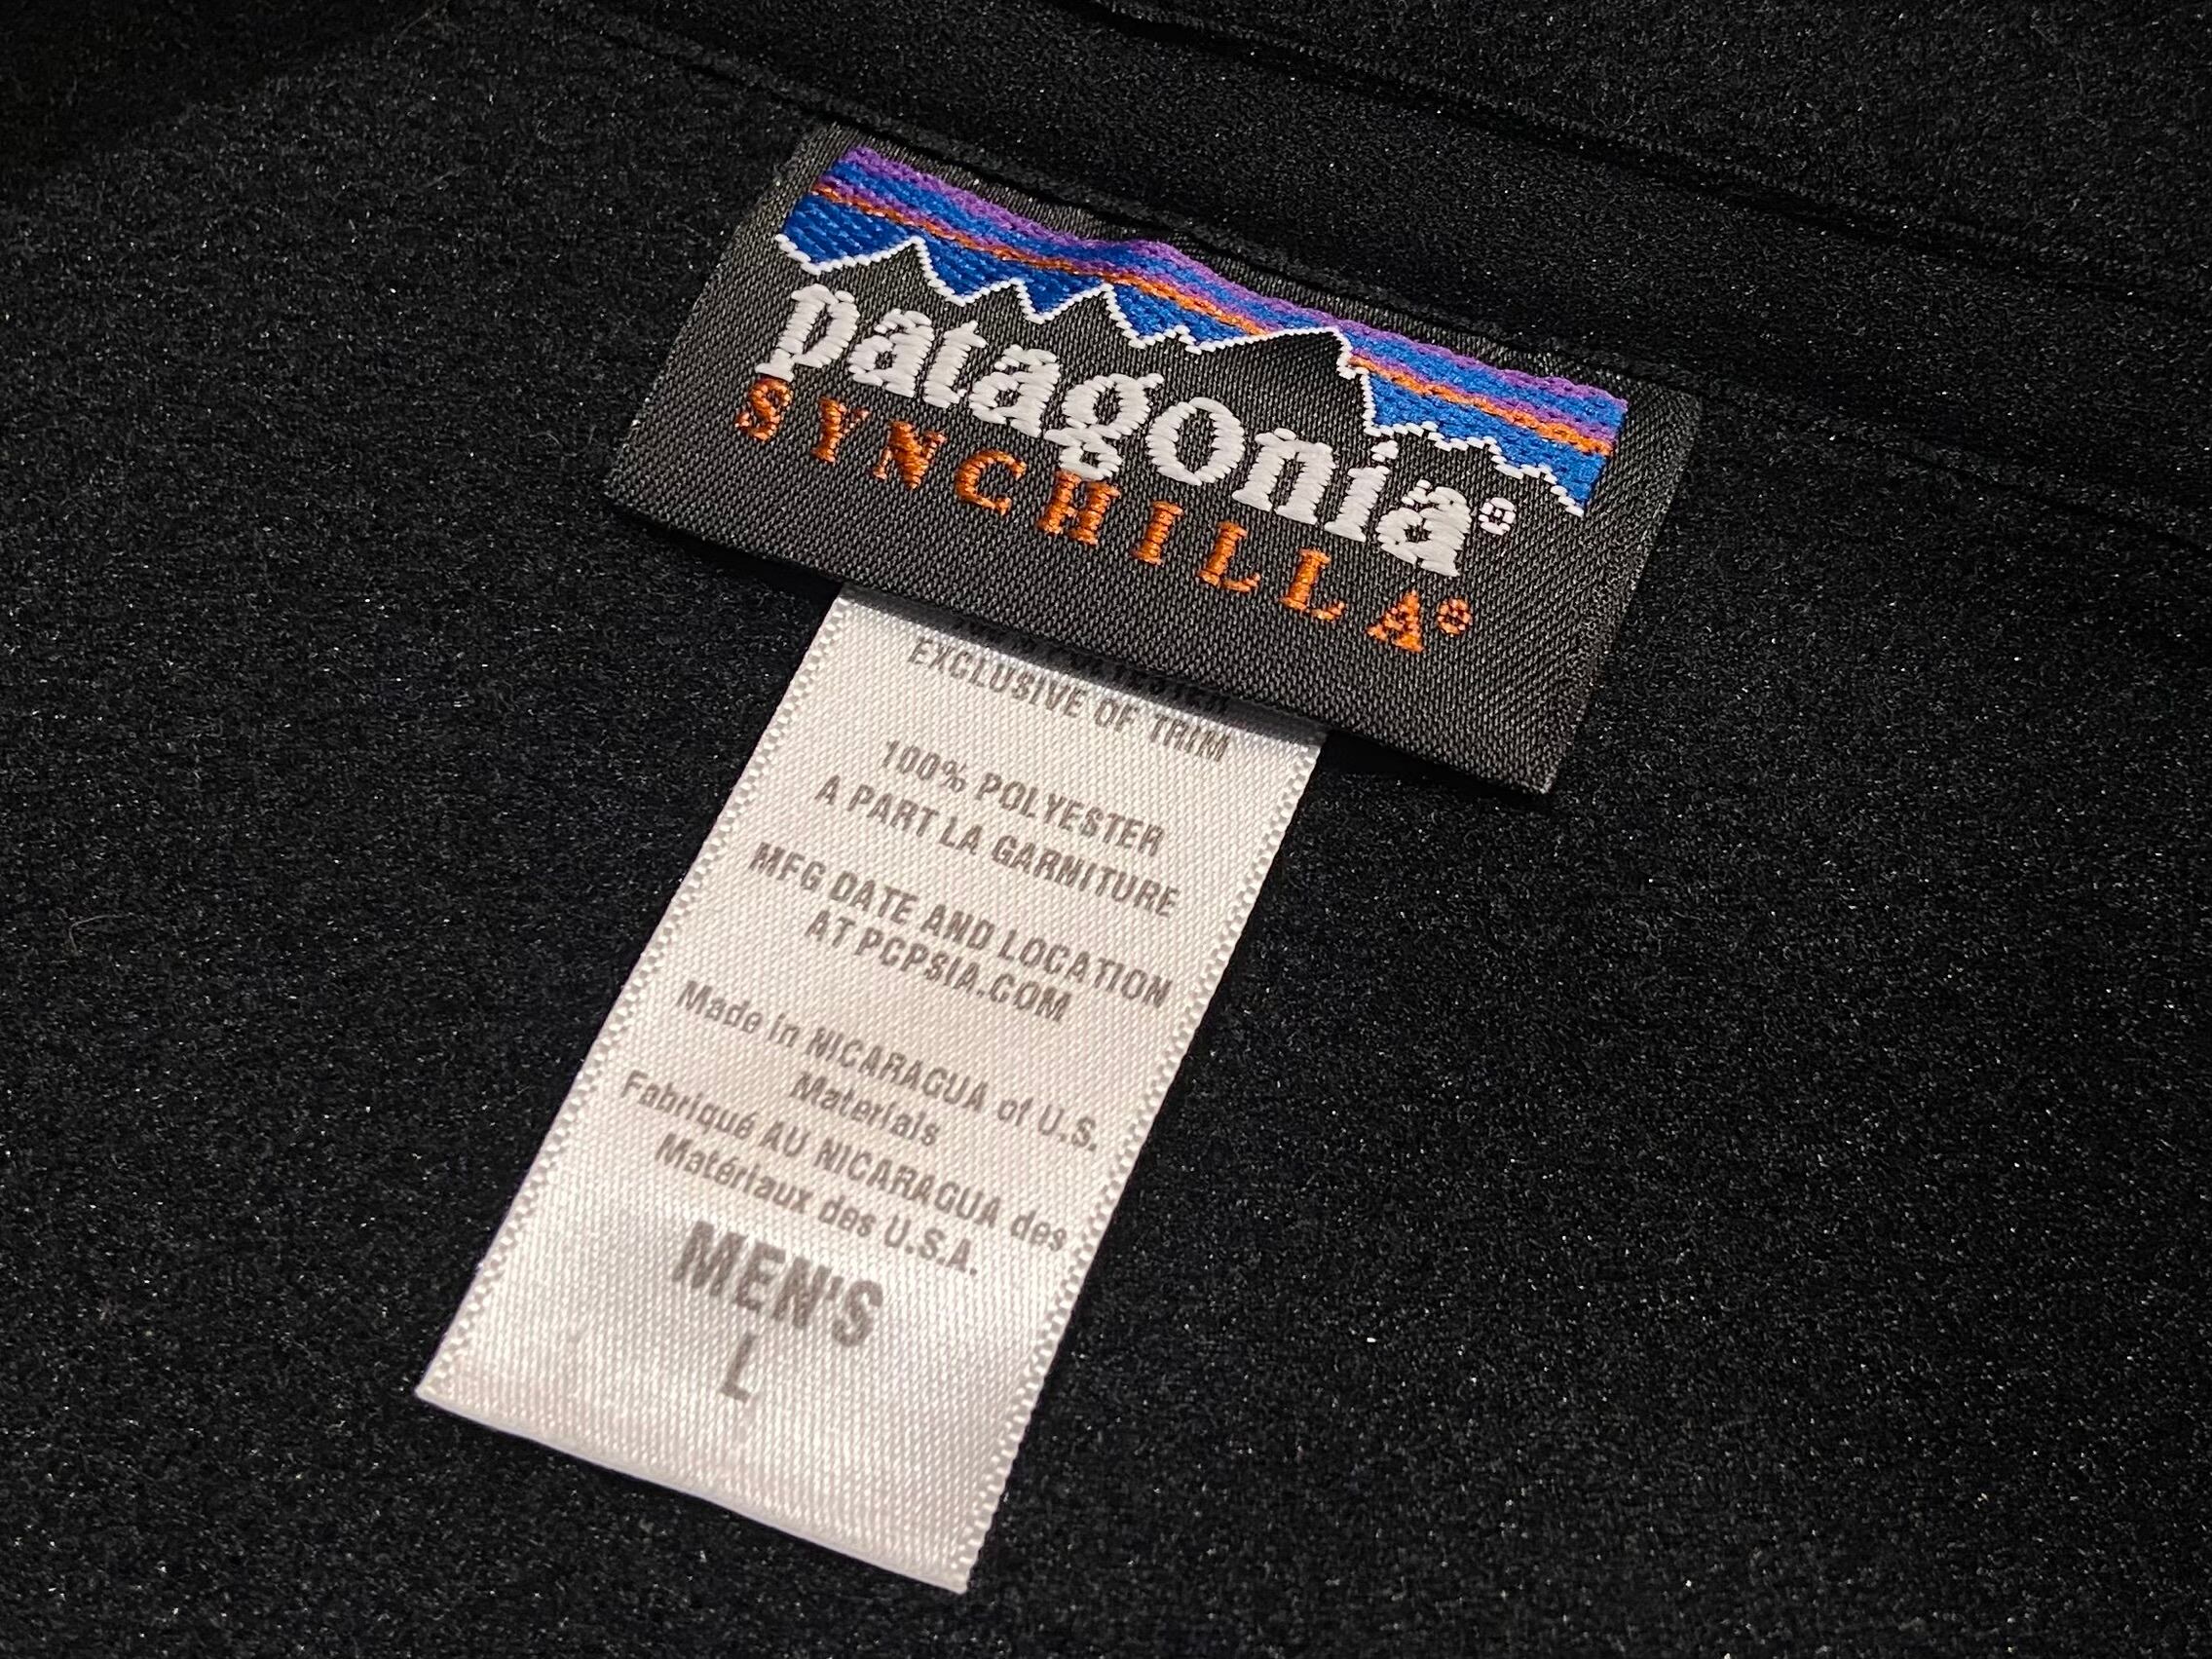 patagonia®
SYNCHILLA®
EXCLUSIVE OF TRIM
100% POLYESTER
A PART LA GARMITURE
MFG DATE AND LOCATION
AT PCPSIA.COM
Made in NICARAGUA of U.S.
Materials
Fabriqué AU NICARAGUA des
Matériaux des U.S.A.
MEN'S
L